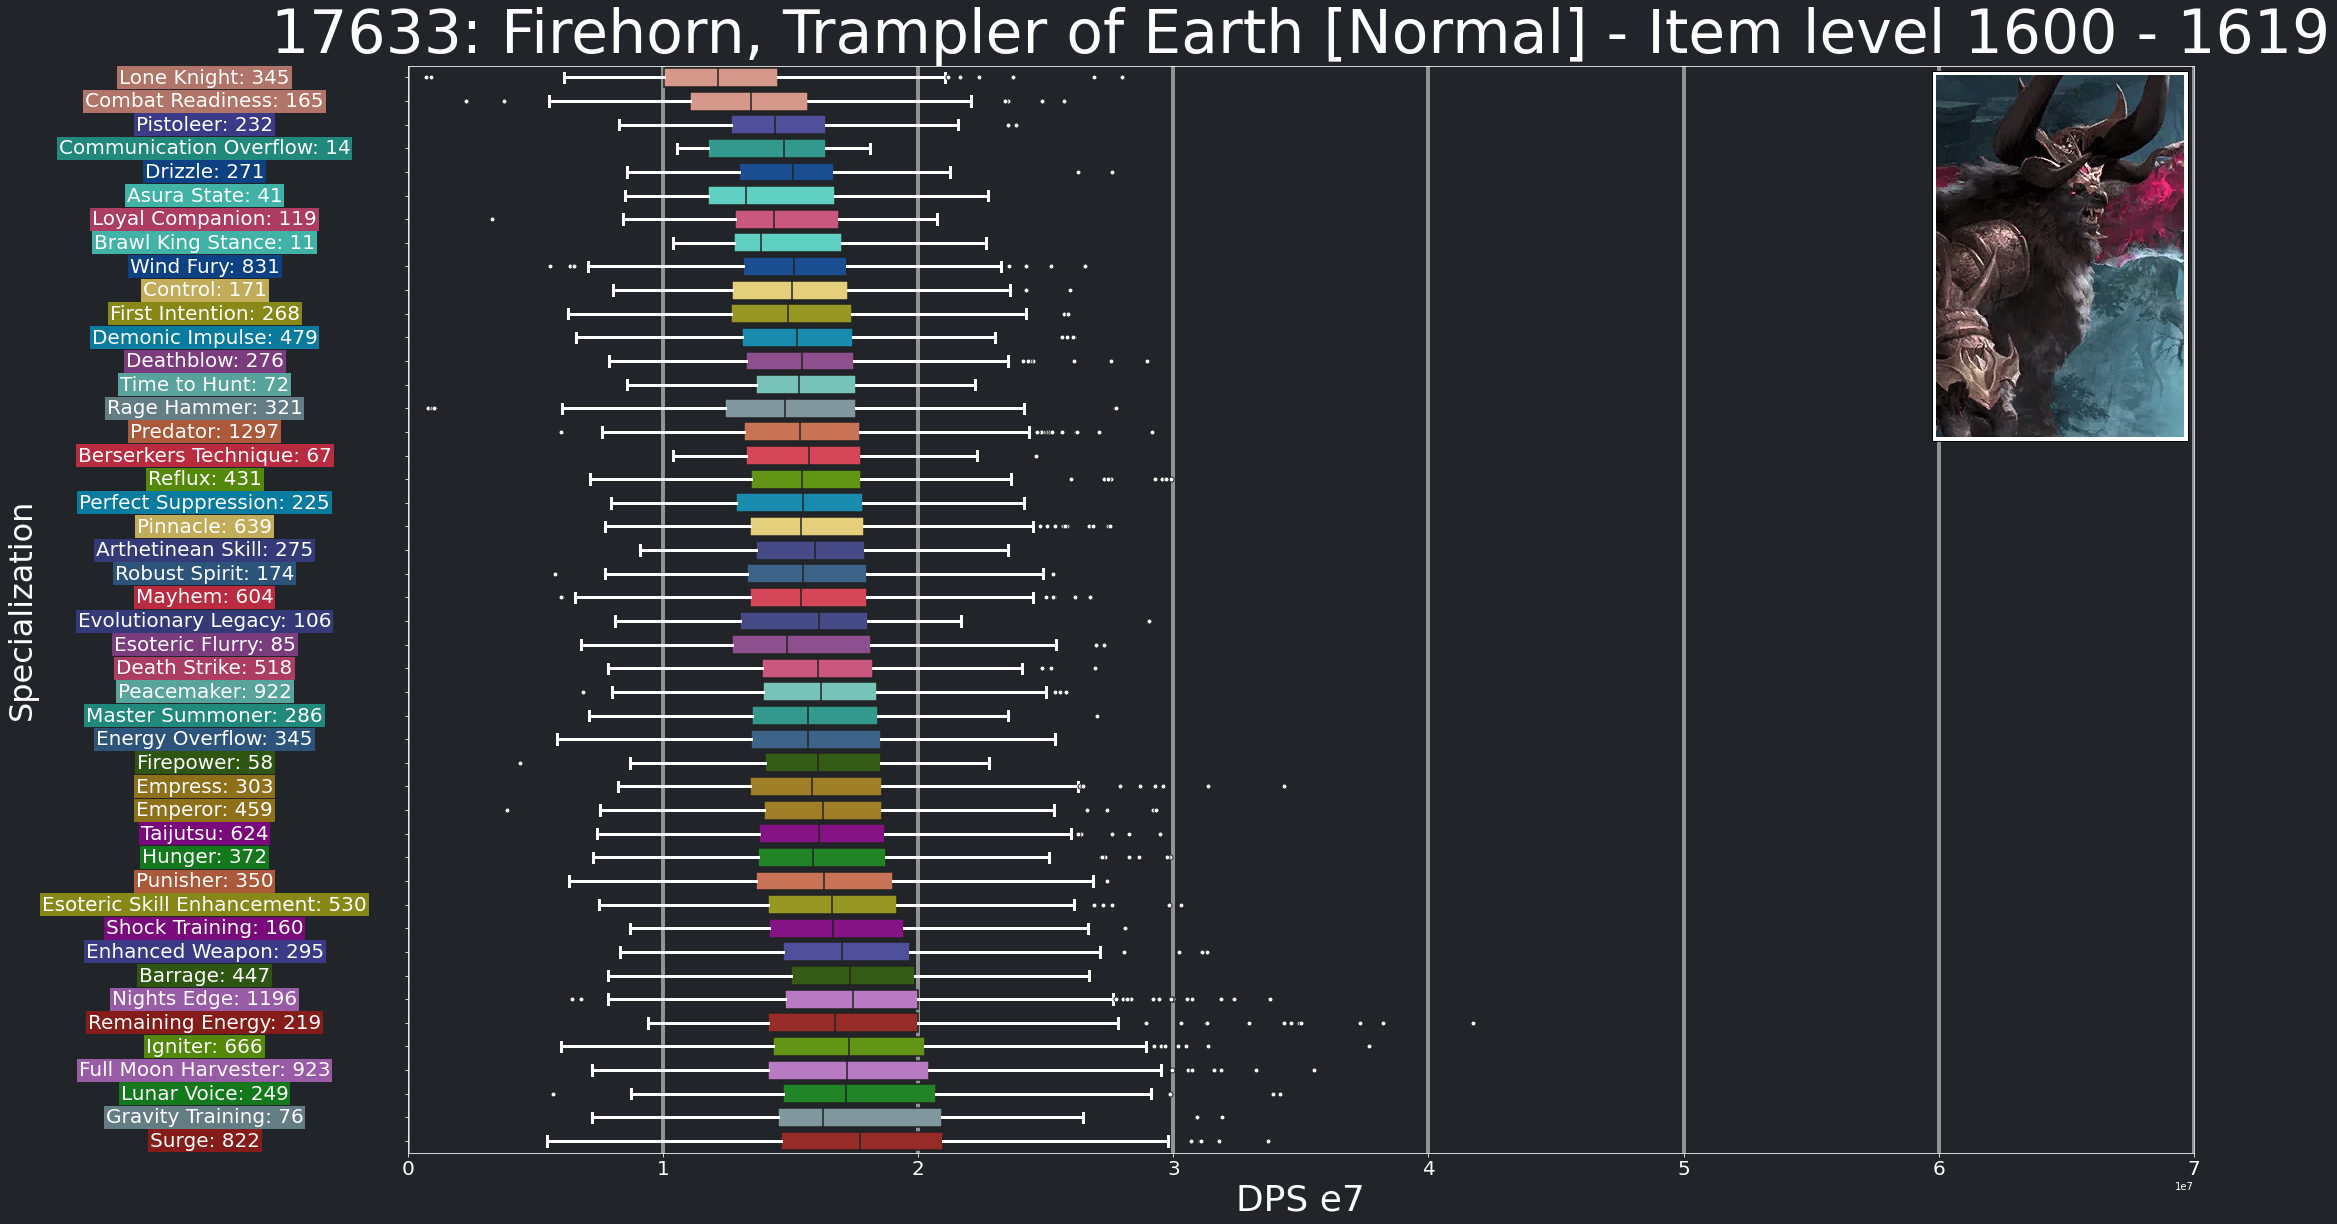 17633: Firehorn, Trampler of Earth [Normal] - Item level 1600 - 1619
Lone Knight: 345
Combat Readiness: 165
Pistoleer: 232
Communication Overflow: 14
Drizzle: 271
Asura State: 41
Loyal Companion: 119
Brawl King Stance: 11
Wind Fury: 831
Control: 171
First Intention: 268
Demonic Impulse: 479
Deathblow: 276
Time to Hunt: 72
Rage Hammer: 321
Predator: 1297
Berserkers Technique: 67
Reflux: 431
Perfect Suppression: 225
Pinnacle: 639
Arthetinean Skill: 275
Robust Spirit: 174
Mayhem: 604
Evolutionary Legacy: 106
Esoteric Flurry: 85
Death Strike: 518
Peacemaker: 922
Master Summoner: 286
Energy Overflow: 345
Firepower: 58
Empress: 303
Emperor: 459
Taijutsu: 624
Hunger: 372
Punisher: 350
Esoteric Skill Enhancement: 530
Shock Training: 160
Enhanced Weapon: 295
Barrage: 447
Nights Edge: 1196
Remaining Energy: 219
Igniter: 666
Full Moon Harvester: 923
Lunar Voice: 249
Gravity Training: 76
Surge: 822
Specialization
0 1 2 3 4 5 6 7
1e7
DPS e7